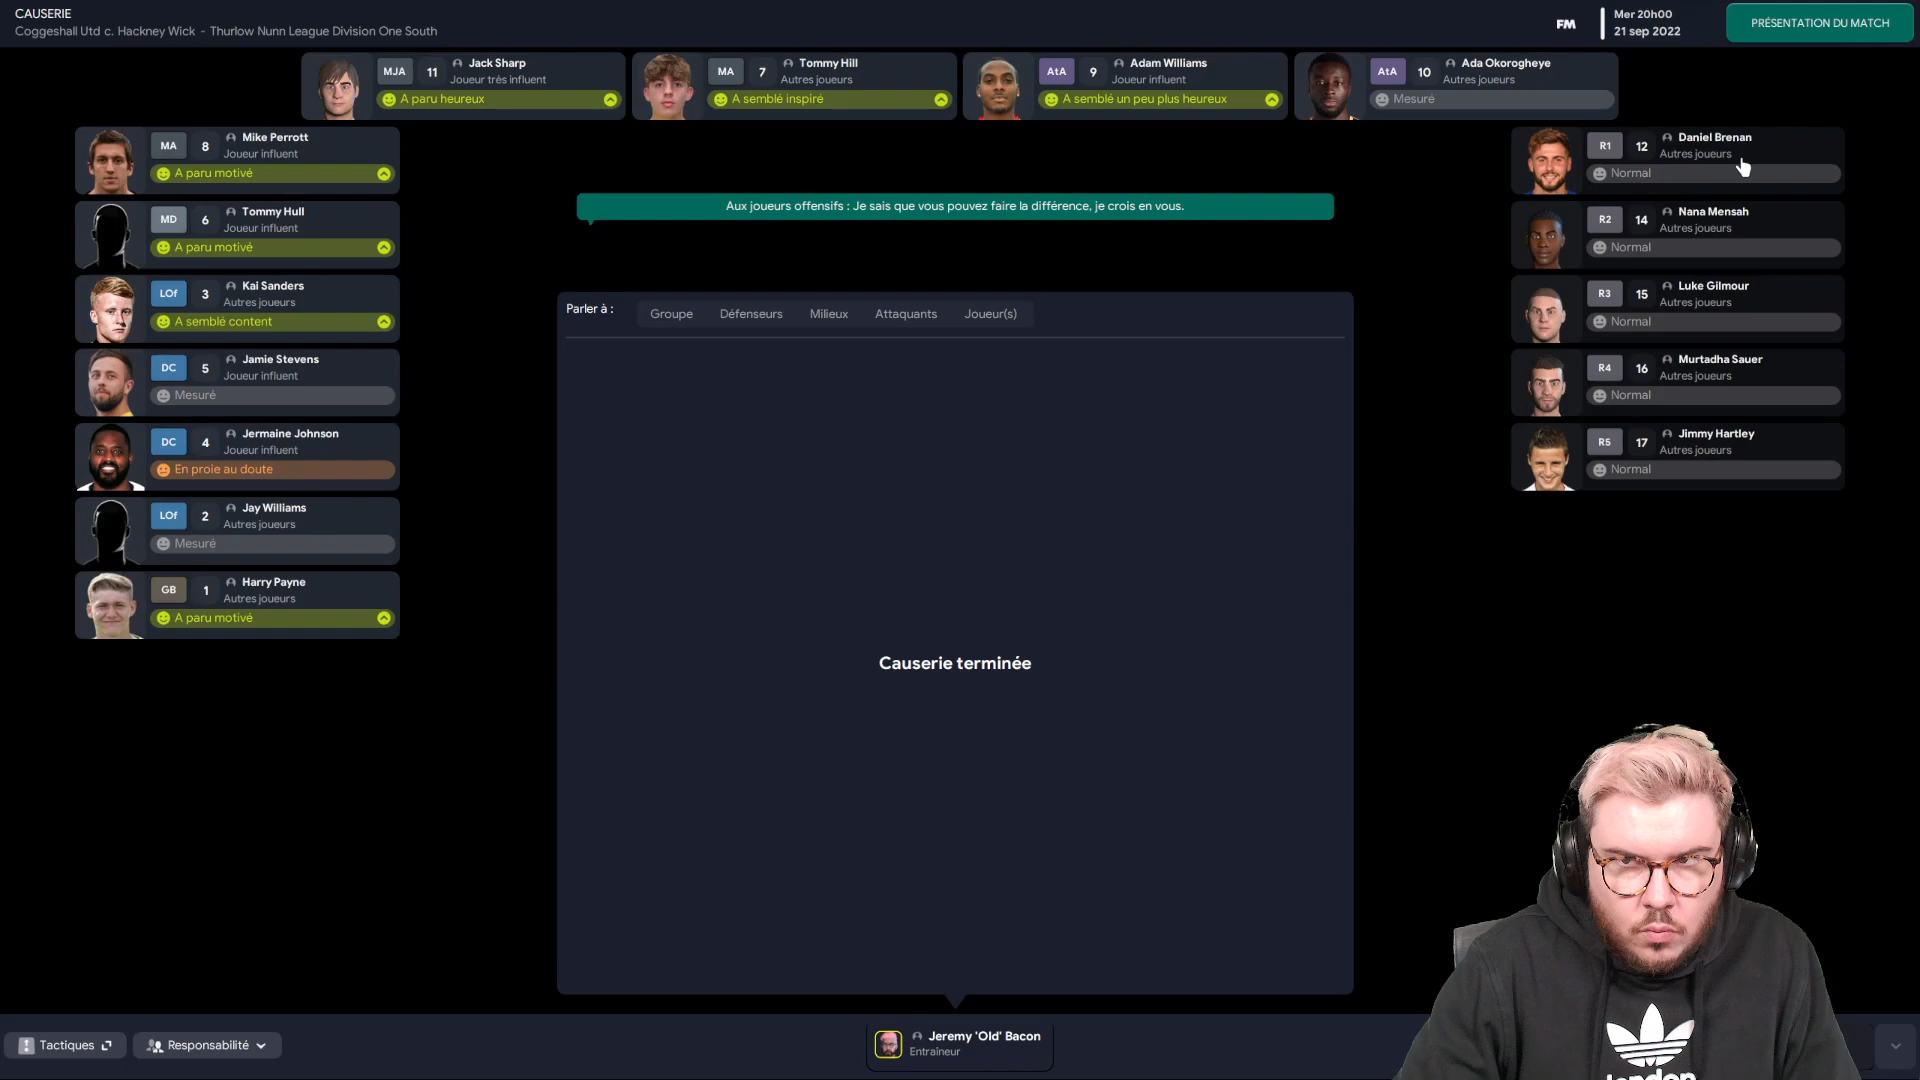 CAUSERIE
Coggeshall Utd c. Hackney Wick - Thurlow Nunn League Division One South
FM
Mer 20h00
21 sep 2022
PRÉSENTATION DU MATCH
MJA 11 Jack Sharp
Joueur très influent
A paru heureux
MA 7 Tommy Hill
Autres joueurs
A semblé inspiré
AtA 9 Adam Williams
Joueur influent
A semblé un peu plus heureux
AtA 10 Ada Okorogheye
Autres joueurs
Mesuré
MA 8 Mike Perrott
Joueur influent
A paru motivé
MD 6 Tommy Hull
Joueur influent
A paru motivé
LOf 3 Kai Sanders
Autres joueurs
A semblé content
DC 5 Jamie Stevens
Joueur influent
Mesuré
DC 4 Jermaine Johnson
Joueur influent
En proie au doute
LOf 2 Jay Williams
Autres joueurs
Mesuré
GB 1 Harry Payne
Autres joueurs
A paru motivé
Aux joueurs offensifs : Je sais que vous pouvez faire la différence, je crois en vous.
Parler à : Groupe Défenseurs Milieux Attaquants Joueur(s)
Causerie terminée
R1 12 Daniel Brenan
Autres joueurs
Normal
R2 14 Nana Mensah
Autres joueurs
Normal
R3 15 Luke Gilmour
Autres joueurs
Normal
R4 16 Murtadha Sauer
Autres joueurs
Normal
R5 17 Jimmy Hartley
Autres joueurs
Normal
Tactiques
Responsabilité
Jeremy 'Old' Bacon
Entraîneur
london